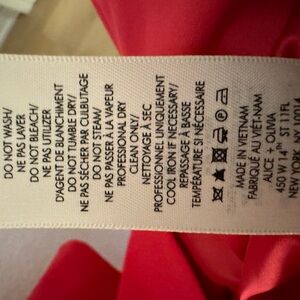 DO NOT WASH/
NE PAS LAVER
DO NOT BLEACH/
NE PAS UTILIZER
D'AGENT DE BLANCHIMENT
DO NOT TUMBLE DRY/
NE PAS SÉCHER PAR CULBUTAGE
DO NOT STEAM/
NE PAS PASSER À LA VAPEUR
PROFESSIONAL DRY
CLEAN ONLY/
NETTOYAGE À SEC
PROFESSIONNEL UNIQUEMENT
COOL IRON IF NECESSARY/
REPASSAGE À BASSE
TEMPÉRATURE SI NÉCESSAIRE
MADE IN VIETNAM
FABRIQUÉ AU VIET-NAM
ALICE + OLIVIA
450 W 14TH ST 11FL
NEW YORK, NY 10014